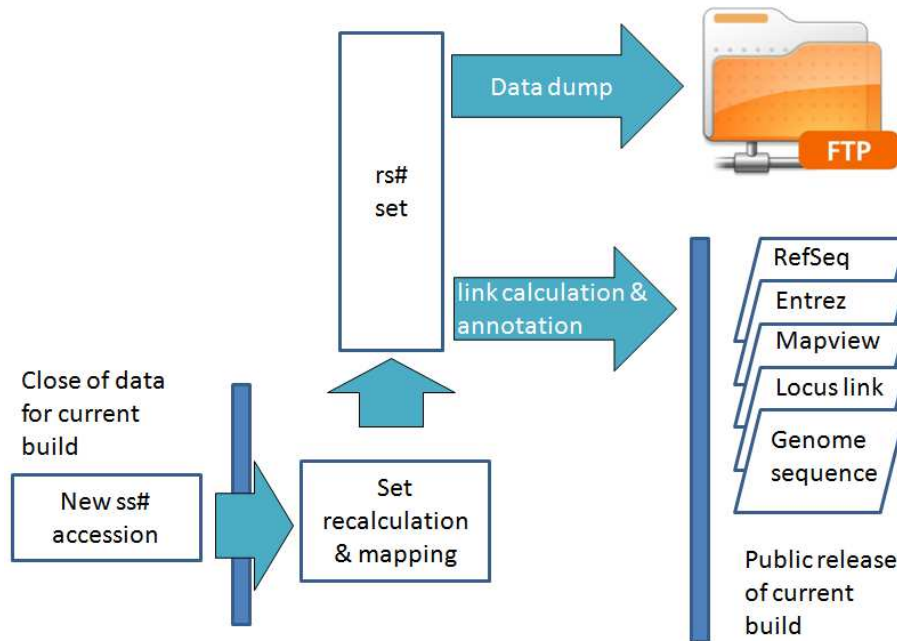 Data dump
FTP
rs#
set
link calculation &
annotation
RefSeq
Entrez
Mapview
Locus link
Genome
sequence
Close of data
for current
build
New ss#
accession
Set
recalculation
& mapping
Public release
of current
build